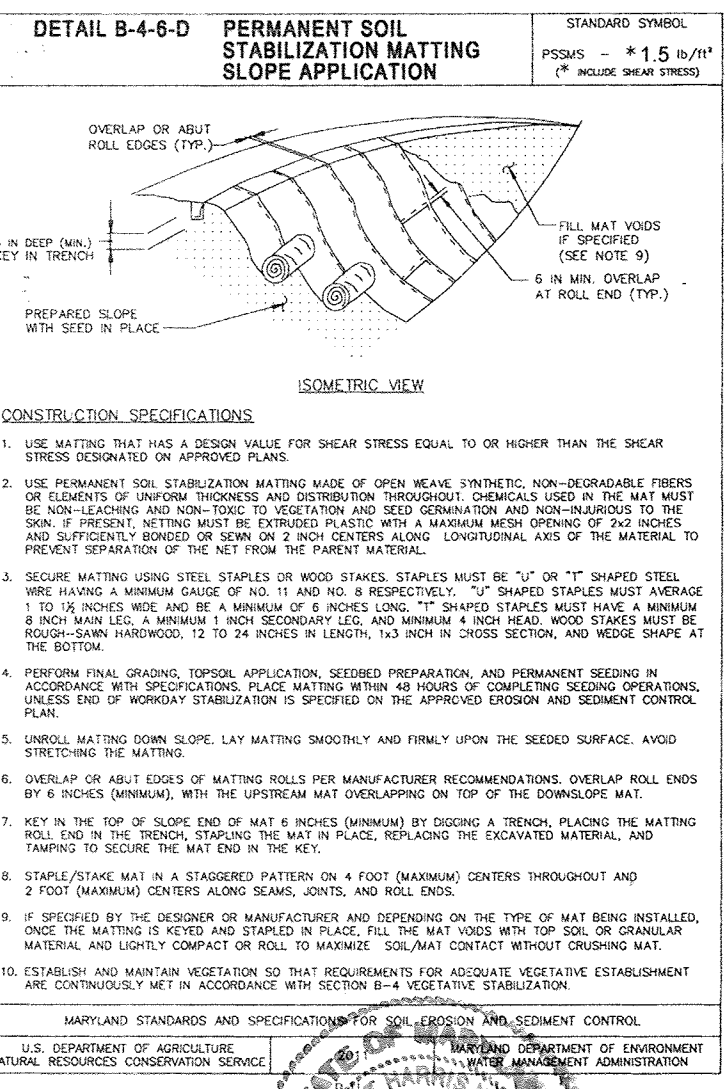 DETAIL B-4-6-D
PERMANENT SOIL
STABILIZATION MATTING
SLOPE APPLICATION
STANDARD SYMBOL
PSSMS - *1.5 lb/ft²
(* INCLUDE SHEAR STRESS)
OVERLAP OR ABUT
ROLL EDGES (TYP.)
IN DEEP (MIN.)
KEY IN TRENCH
PREPARED SLOPE
WITH SEED IN PLACE
FILL MAT VOIDS
IF SPECIFIED
(SEE NOTE 9)
6 IN MIN. OVERLAP
AT ROLL END (TYP.)
ISOMETRIC VIEW
CONSTRUCTION SPECIFICATIONS
1. USE MATTING THAT HAS A DESIGN VALUE FOR SHEAR STRESS EQUAL TO OR HIGHER THAN THE SHEAR
STRESS DESIGNATED ON APPROVED PLANS.
2. USE PERMANENT SOIL STABILIZATION MATTING MADE OF OPEN WEAVE SYNTHETIC, NON-DEGRADABLE FIBERS
OR ELEMENTS OF UNIFORM THICKNESS AND DISTRIBUTION THROUGHOUT. CHEMICALS USED IN THE MAT MUST
BE NON-LEACHING AND NON-TOXIC TO VEGETATION AND SEED GERMINATION AND NON-INJURIOUS TO THE
SKIN. IF PRESENT, NETTING MUST BE EXTRUDED PLASTIC WITH A MAXIMUM MESH OPENING OF 2x2 INCHES
AND SUFFICIENTLY BONDED OR SEWN ON 2 INCH CENTERS ALONG LONGITUDINAL AXIS OF THE MATERIAL TO
PREVENT SEPARATION OF THE NET FROM THE PARENT MATERIAL.
3. SECURE MATTING USING STEEL STAPLES OR WOOD STAKES. STAPLES MUST BE "U" OR "T" SHAPED STEEL
WIRE HAVING A MINIMUM GAUGE OF NO. 11 AND NO. 8 RESPECTIVELY. "U" SHAPED STAPLES MUST AVERAGE
1 TO 1½ INCHES WIDE AND BE A MINIMUM OF 6 INCHES LONG. "T" SHAPED STAPLES MUST HAVE A MINIMUM
8 INCH MAIN LEG, A MINIMUM 1 INCH SECONDARY LEG, AND MINIMUM 4 INCH HEAD. WOOD STAKES MUST BE
ROUGH-SAWN HARDWOOD, 12 TO 24 INCHES IN LENGTH, 1x3 INCH IN CROSS SECTION, AND WEDGE SHAPE AT
THE BOTTOM.
4. PERFORM FINAL GRADING, TOPSOIL APPLICATION, SEEDBED PREPARATION, AND PERMANENT SEEDING IN
ACCORDANCE WITH SPECIFICATIONS. PLACE MATTING WITHIN 48 HOURS OF COMPLETING SEEDING OPERATIONS,
UNLESS END OF WORKDAY STABILIZATION IS SPECIFIED ON THE APPROVED EROSION AND SEDIMENT CONTROL
PLAN.
5. UNROLL MATTING DOWN SLOPE. LAY MATTING SMOOTHLY AND FIRMLY UPON THE SEEDED SURFACE. AVOID
STRETCHING THE MATTING.
6. OVERLAP OR ABUT EDGES OF MATTING ROLLS PER MANUFACTURER RECOMMENDATIONS. OVERLAP ROLL ENDS
BY 6 INCHES (MINIMUM), WITH THE UPSTREAM MAT OVERLAPPING ON TOP OF THE DOWNSLOPE MAT.
7. KEY IN THE TOP OF SLOPE END OF MAT 6 INCHES (MINIMUM) BY DIGGING A TRENCH, PLACING THE MATTING
ROLL END IN THE TRENCH, STAPLING THE MAT IN PLACE, REPLACING THE EXCAVATED MATERIAL, AND
TAMPING TO SECURE THE MAT END IN THE KEY.
8. STAPLE/STAKE MAT IN A STAGGERED PATTERN ON 4 FOOT (MAXIMUM) CENTERS THROUGHOUT AND
2 FOOT (MAXIMUM) CENTERS ALONG SEAMS, JOINTS, AND ROLL ENDS.
9. IF SPECIFIED BY THE DESIGNER OR MANUFACTURER AND DEPENDING ON THE TYPE OF MAT BEING INSTALLED,
ONCE THE MATTING IS KEYED AND STAPLED IN PLACE, FILL THE MAT VOIDS WITH TOP SOIL OR GRANULAR
MATERIAL AND LIGHTLY COMPACT OR ROLL TO MAXIMIZE SOIL/MAT CONTACT WITHOUT CRUSHING MAT.
10. ESTABLISH AND MAINTAIN VEGETATION SO THAT REQUIREMENTS FOR ADEQUATE VEGETATIVE ESTABLISHMENT
ARE CONTINUOUSLY MET IN ACCORDANCE WITH SECTION B-4 VEGETATIVE STABILIZATION.
MARYLAND STANDARDS AND SPECIFICATIONS FOR SOIL EROSION AND SEDIMENT CONTROL
U.S. DEPARTMENT OF AGRICULTURE
NATURAL RESOURCES CONSERVATION SERVICE
2011
MARYLAND DEPARTMENT OF ENVIRONMENT
WATER MANAGEMENT ADMINISTRATION